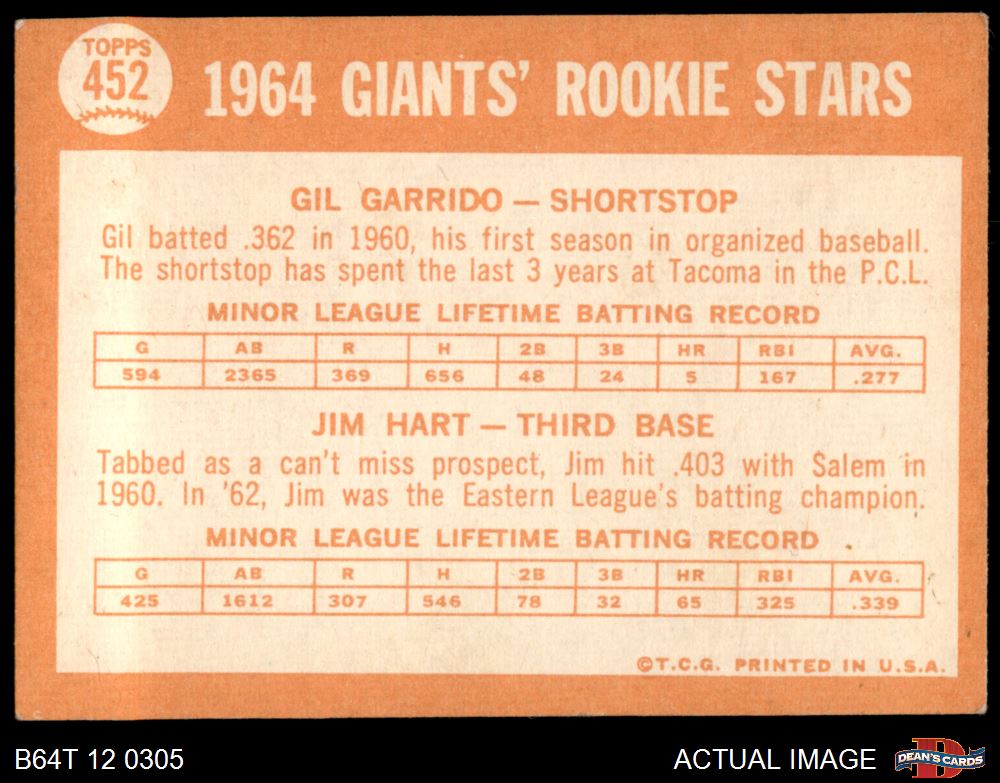 TOPPS
452
1964 GIANTS' ROOKIE STARS
GIL GARRIDO — SHORTSTOP
Gil batted .362 in 1960, his first season in organized baseball.
The shortstop has spent the last 3 years at Tacoma in the P.C.L.
MINOR LEAGUE LIFETIME BATTING RECORD
G AB R H 2B 3B HR RBI AVG.
594 2365 369 656 48 24 5 167 .277
JIM HART — THIRD BASE
Tabbed as a can't miss prospect, Jim hit .403 with Salem in
1960. In '62, Jim was the Eastern League's batting champion.
MINOR LEAGUE LIFETIME BATTING RECORD
G AB R H 2B 3B HR RBI AVG.
425 1612 307 546 78 32 65 325 .339
©T.C.G. PRINTED IN U.S.A.
B64T 12 0305
ACTUAL IMAGE
D
DEAN'S CARDS